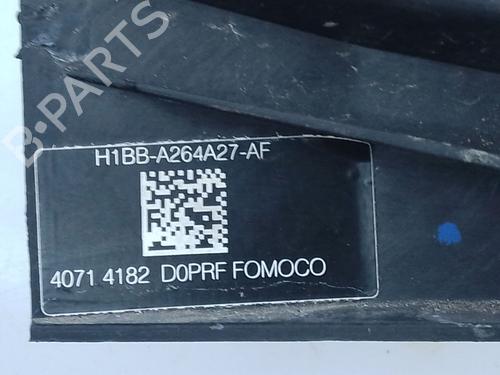 B-PARTS
H1BB-A264A27-AF
4071 4182 D0PRF FOMOCO